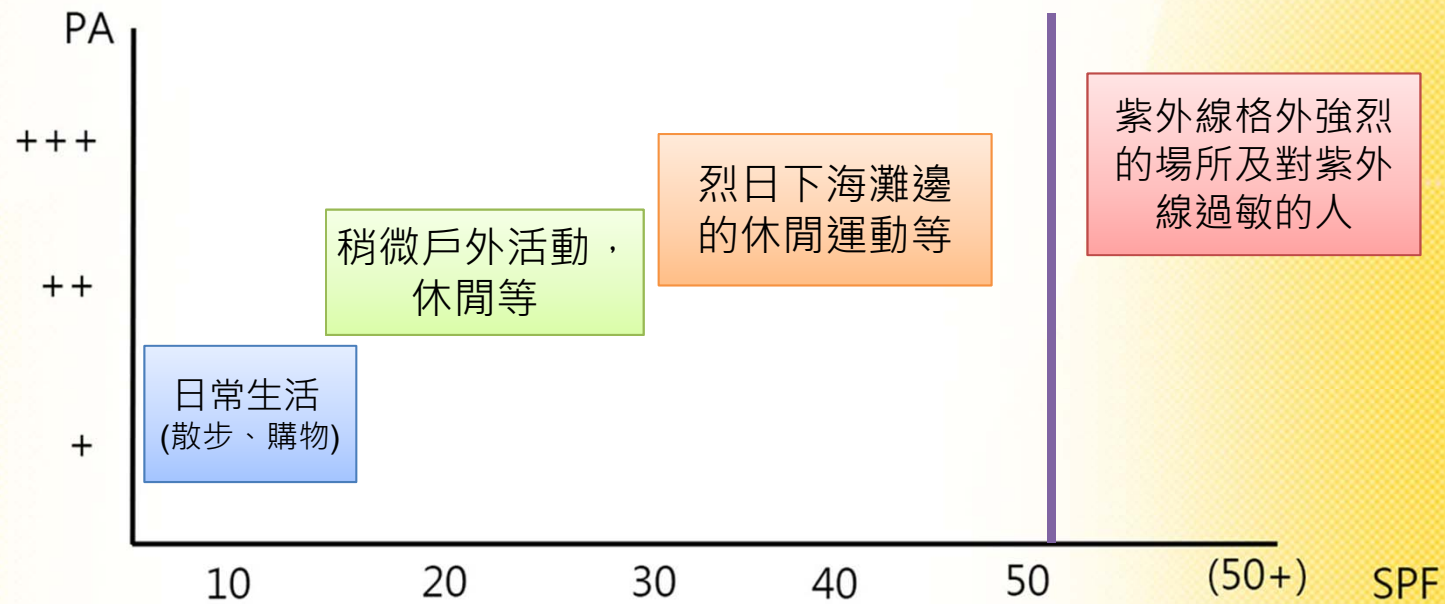 PA
+++
++
+
紫外線格外強烈
的場所及對紫外
線過敏的人
烈日下海灘邊
的休閒運動等
稍微戶外活動，
休閒等
日常生活
(散步、購物)
10
20
30
40
50
(50+)
SPF